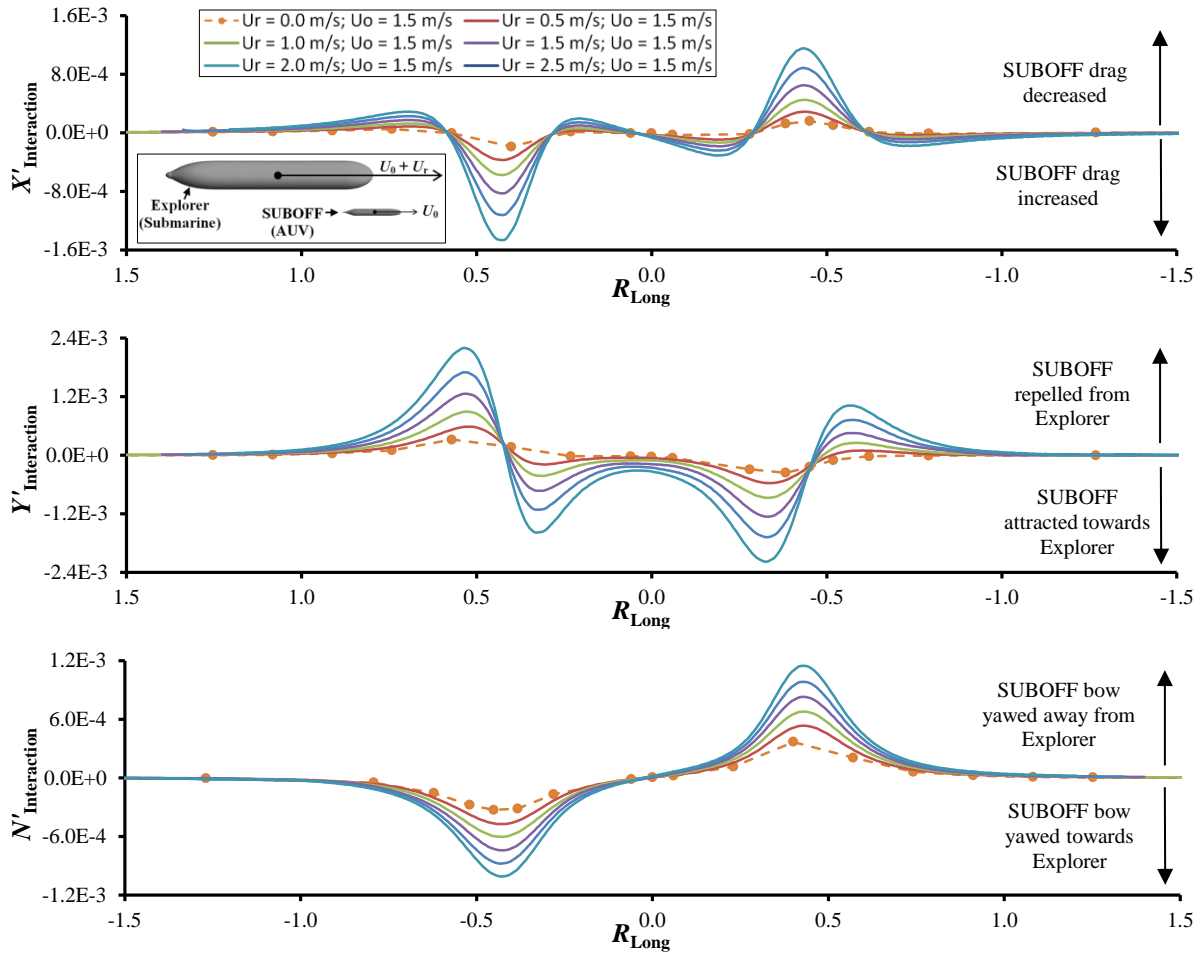 1.6E-3
8.0E-4
0.0E+0
-8.0E-4
-1.6E-3
X'Interaction
Ur = 0.0 m/s; Uo = 1.5 m/s
Ur = 0.5 m/s; Uo = 1.5 m/s
Ur = 1.0 m/s; Uo = 1.5 m/s
Ur = 1.5 m/s; Uo = 1.5 m/s
Ur = 2.0 m/s; Uo = 1.5 m/s
Ur = 2.5 m/s; Uo = 1.5 m/s
SUBOFF drag
decreased
SUBOFF drag
increased
U0 + Ur
Explorer
(Submarine)
SUBOFF
(AUV)
U0
1.5 1.0 0.5 0.0 -0.5 -1.0 -1.5
RLong
2.4E-3
1.2E-3
0.0E+0
-1.2E-3
-2.4E-3
Y'Interaction
SUBOFF
repelled from
Explorer
SUBOFF
attracted towards
Explorer
1.5 1.0 0.5 0.0 -0.5 -1.0 -1.5
RLong
1.2E-3
6.0E-4
0.0E+0
-6.0E-4
-1.2E-3
N'Interaction
SUBOFF bow
yawed away from
Explorer
SUBOFF bow
yawed towards
Explorer
-1.5 -1.0 -0.5 0.0 0.5 1.0 1.5
RLong